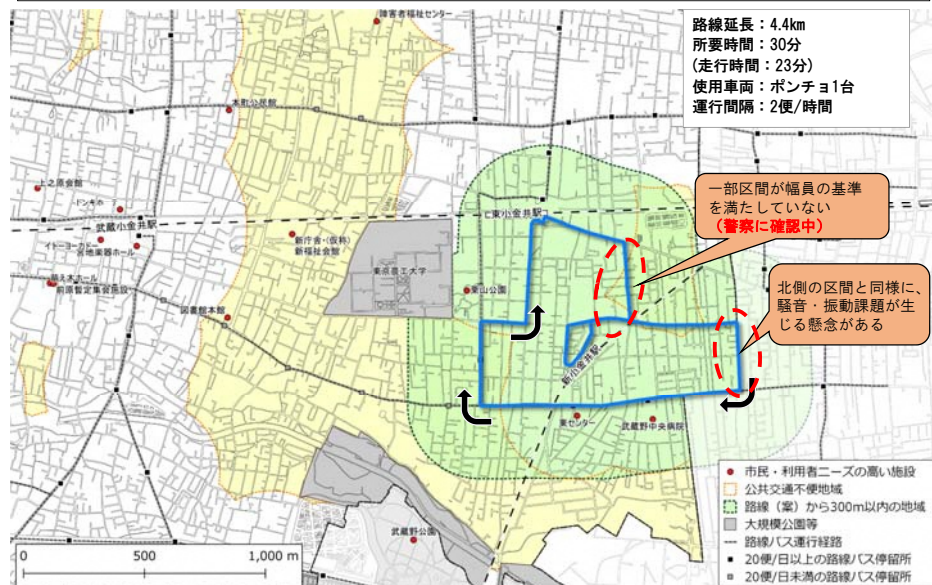 障害者福祉センター
路線延長：4.4km
所要時間：30分
(走行時間：23分)
使用車両：ポンチョ1台
運行間隔：2便/時間
本町公民館
一部区間が幅員の基準
を満たしていない
（警察に確認中）
上之原会館
ドンキホ
武蔵小金井駅
東小金井駅
イトーヨーカドー
宮地楽器ホール
新庁舎・(仮称)
新福祉会館
東京農工大学
栗山公園
萌え木ホール
前原暫定集会施設
図書館本館
北側の区間と同様に、
騒音・振動課題が生
じる懸念がある
新小金井駅
東センター
武蔵野中央病院
武蔵野公園
市民・利用者ニーズの高い施設
公共交通不便地域
路線（案）から300m以内の地域
大規模公園等
路線バス運行経路
20便/日以上の路線バス停留所
20便/日未満の路線バス停留所
0 500 1,000 m